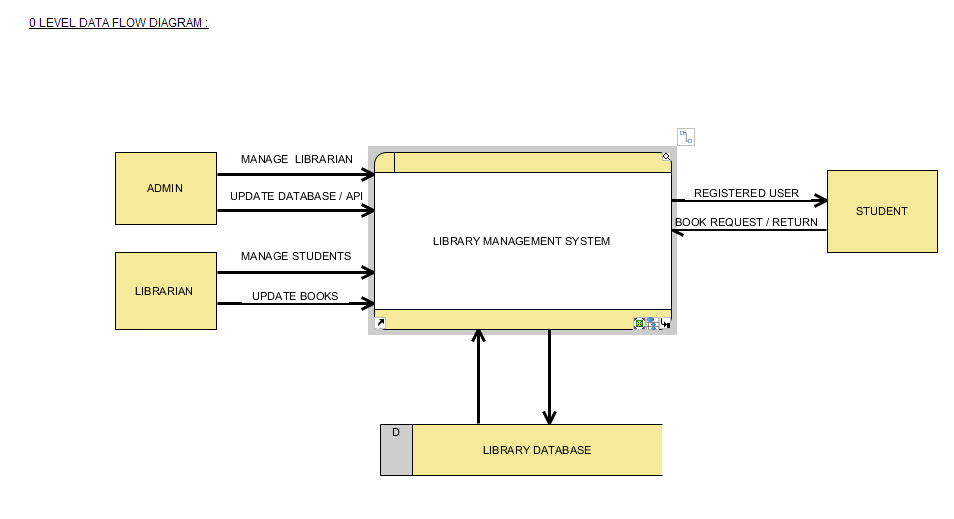 0 LEVEL DATA FLOW DIAGRAM :
MANAGE LIBRARIAN
ADMIN
UPDATE DATABASE / API
REGISTERED USER
STUDENT
BOOK REQUEST / RETURN
LIBRARY MANAGEMENT SYSTEM
MANAGE STUDENTS
LIBRARIAN
UPDATE BOOKS
D
LIBRARY DATABASE